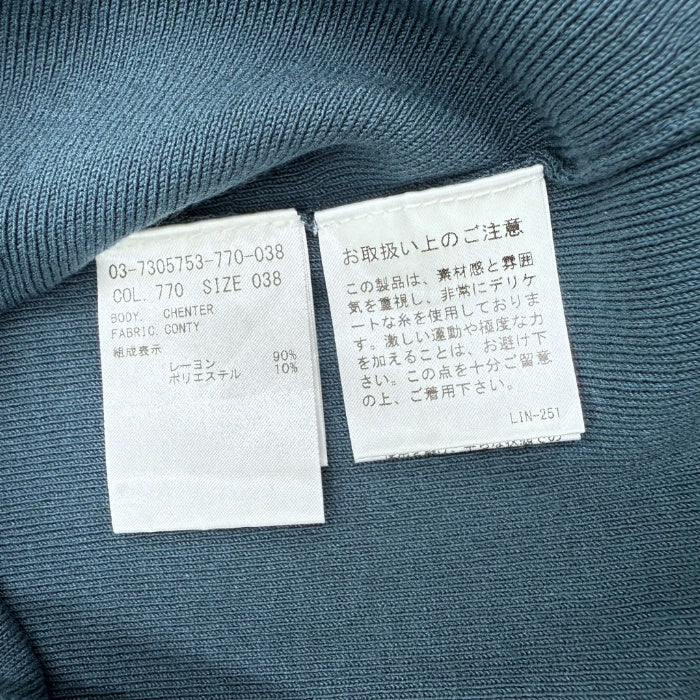 03-7305753-770-038
COL. 770 SIZE 038
BODY. CHENTER
FABRIC. CONTY
組成表示
レーヨン 90%
ポリエステル 10%
お取扱い上のご注意
この製品は、素材感と雰囲
気を重視し、非常にデリケ
ートな糸を使用しておりま
す。激しい運動や極度な力
を加えることは、お避け下
さい。この点を十分ご留意
の上、ご着用下さい。
LIN-251